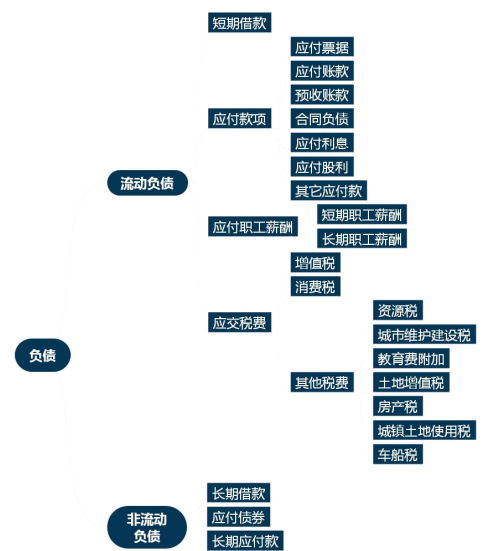 短期借款
应付票据
应付账款
预收账款
应付款项
合同负债
应付利息
应付股利
流动负债
其它应付款
短期职工薪酬
应付职工薪酬
长期职工薪酬
增值税
消费税
资源税
应交税费
城市维护建设税
负债
教育费附加
其他税费
土地增值税
房产税
城镇土地使用税
车船税
长期借款
非流动
负债
应付债券
长期应付款